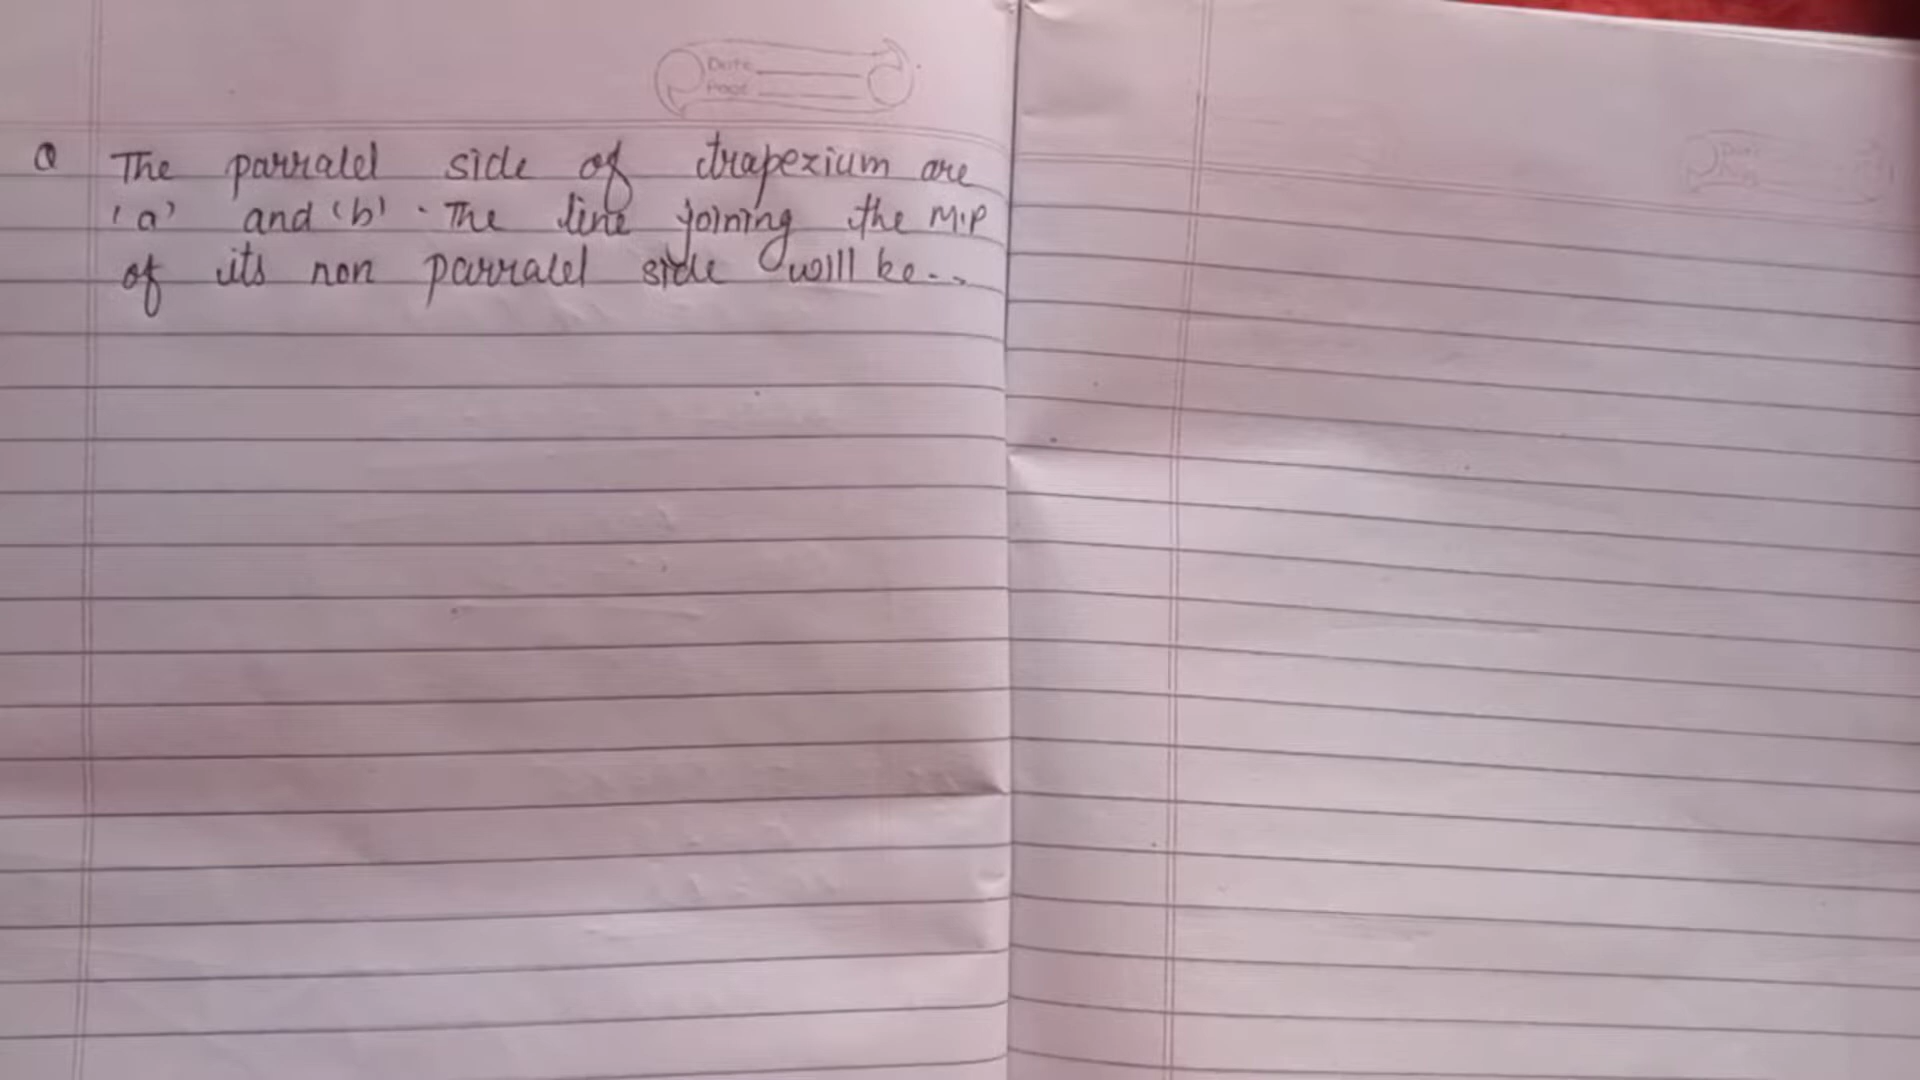 Date
Page
Q The parralel side of trapezium are
'a' and 'b'. The line joining the M.P
of its non parralel side will be...